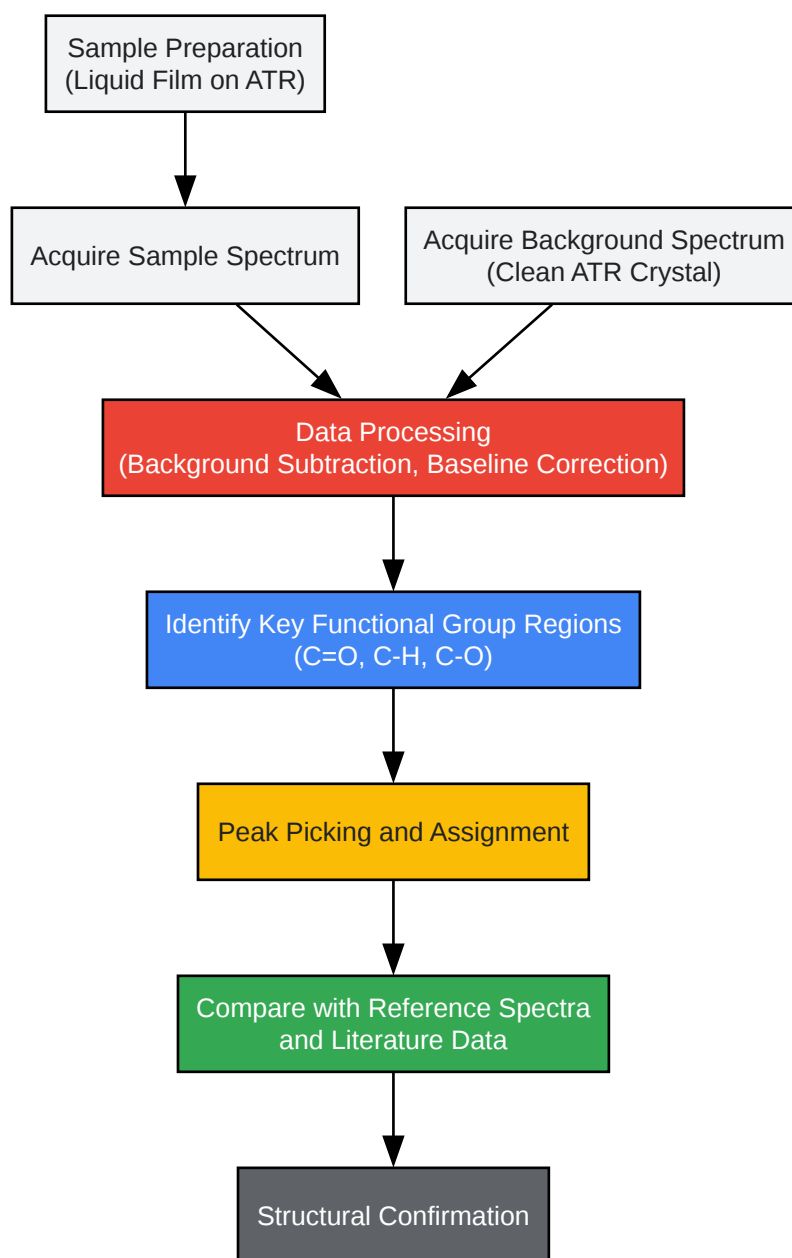 Sample Preparation
(Liquid Film on ATR)
Acquire Sample Spectrum
Acquire Background Spectrum
(Clean ATR Crystal)
Data Processing
(Background Subtraction, Baseline Correction)
Identify Key Functional Group Regions
(C=O, C-H, C-O)
Peak Picking and Assignment
Compare with Reference Spectra
and Literature Data
Structural Confirmation